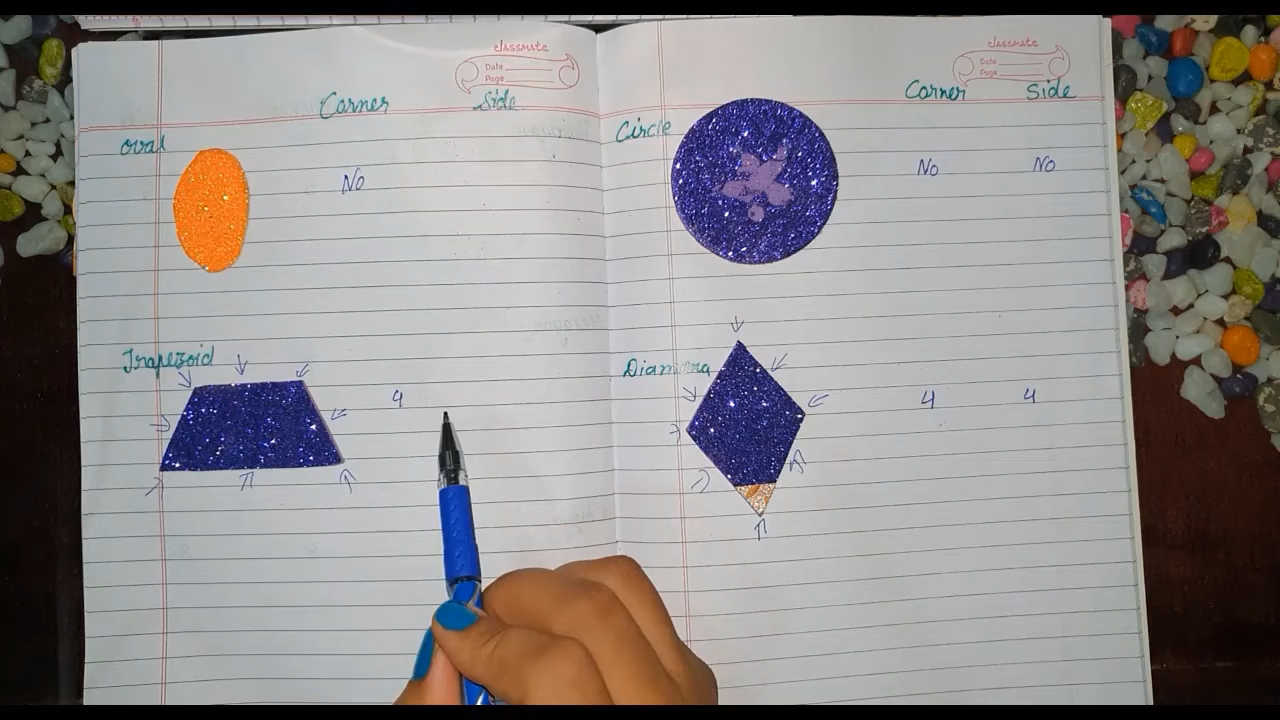 classmate
Date
Page
Corner Side
Oval
No
Trapezoid
4
classmate
Date
Page
Corner Side
Circle
No No
4 4